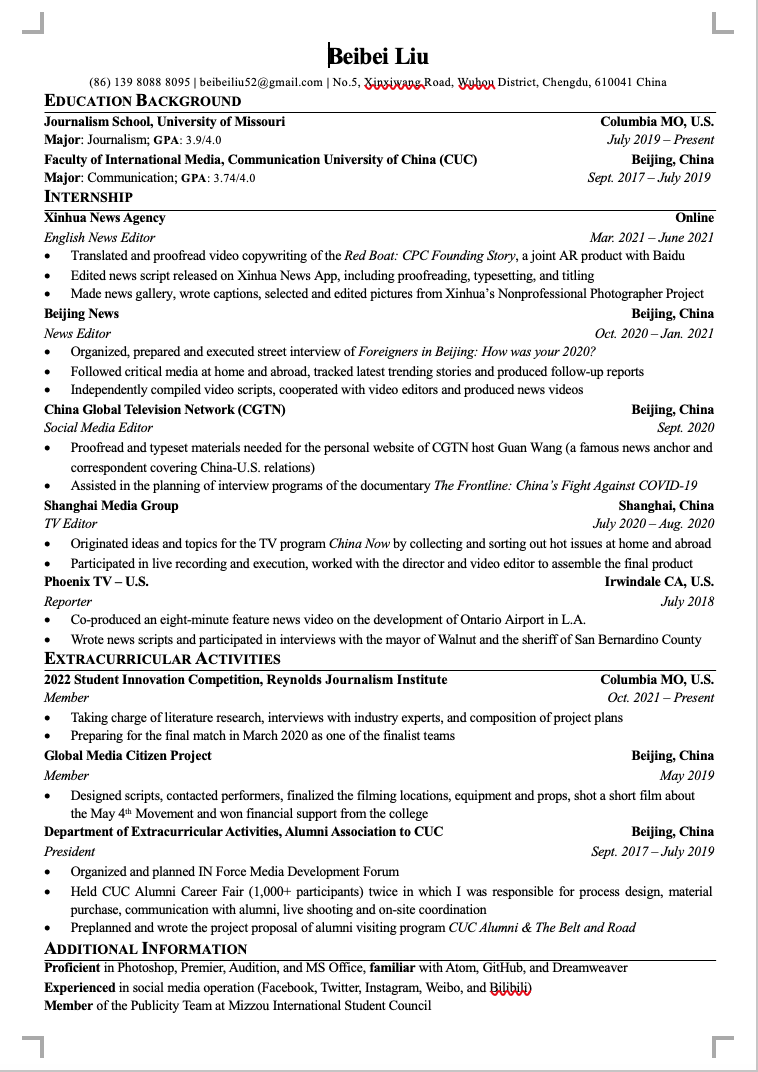 Beibei Liu
(86) 139 8088 8095 | beibeiliu52@gmail.com | No.5, Xinxiwang Road, Wuhou District, Chengdu, 610041 China
EDUCATION BACKGROUND
Journalism School, University of Missouri Columbia MO, U.S.
Major: Journalism; GPA: 3.9/4.0 July 2019 – Present
Faculty of International Media, Communication University of China (CUC) Beijing, China
Major: Communication; GPA: 3.74/4.0 Sept. 2017 – July 2019
INTERNSHIP
Xinhua News Agency Online
English News Editor Mar. 2021 – June 2021
• Translated and proofread video copywriting of the Red Boat: CPC Founding Story, a joint AR product with Baidu
• Edited news script released on Xinhua News App, including proofreading, typesetting, and titling
• Made news gallery, wrote captions, selected and edited pictures from Xinhua's Nonprofessional Photographer Project
Beijing News Beijing, China
News Editor Oct. 2020 – Jan. 2021
• Organized, prepared and executed street interview of Foreigners in Beijing: How was your 2020?
• Followed critical media at home and abroad, tracked latest trending stories and produced follow-up reports
• Independently compiled video scripts, cooperated with video editors and produced news videos
China Global Television Network (CGTN) Beijing, China
Social Media Editor Sept. 2020
• Proofread and typeset materials needed for the personal website of CGTN host Guan Wang (a famous news anchor and
correspondent covering China-U.S. relations)
• Assisted in the planning of interview programs of the documentary The Frontline: China's Fight Against COVID-19
Shanghai Media Group Shanghai, China
TV Editor July 2020 – Aug. 2020
• Originated ideas and topics for the TV program China Now by collecting and sorting out hot issues at home and abroad
• Participated in live recording and execution, worked with the director and video editor to assemble the final product
Phoenix TV – U.S. Irwindale CA, U.S.
Reporter July 2018
• Co-produced an eight-minute feature news video on the development of Ontario Airport in L.A.
• Wrote news scripts and participated in interviews with the mayor of Walnut and the sheriff of San Bernardino County
EXTRACURRICULAR ACTIVITIES
2022 Student Innovation Competition, Reynolds Journalism Institute Columbia MO, U.S.
Member Oct. 2021 – Present
• Taking charge of literature research, interviews with industry experts, and composition of project plans
• Preparing for the final match in March 2020 as one of the finalist teams
Global Media Citizen Project Beijing, China
Member May 2019
• Designed scripts, contacted performers, finalized the filming locations, equipment and props, shot a short film about
the May 4th Movement and won financial support from the college
Department of Extracurricular Activities, Alumni Association to CUC Beijing, China
President Sept. 2017 – July 2019
• Organized and planned IN Force Media Development Forum
• Held CUC Alumni Career Fair (1,000+ participants) twice in which I was responsible for process design, material
purchase, communication with alumni, live shooting and on-site coordination
• Preplanned and wrote the project proposal of alumni visiting program CUC Alumni & The Belt and Road
ADDITIONAL INFORMATION
Proficient in Photoshop, Premier, Audition, and MS Office, familiar with Atom, GitHub, and Dreamweaver
Experienced in social media operation (Facebook, Twitter, Instagram, Weibo, and Bilibili)
Member of the Publicity Team at Mizzou International Student Council